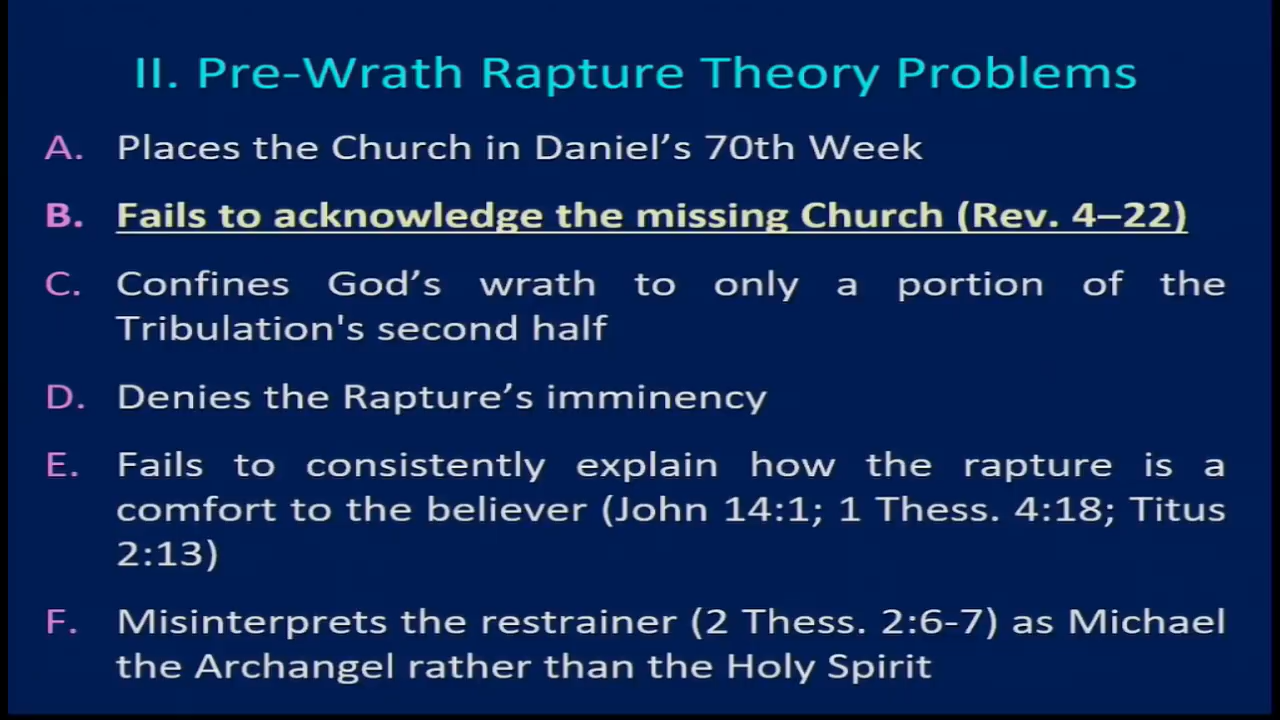 II. Pre-Wrath Rapture Theory Problems
A. Places the Church in Daniel’s 70th Week
B. Fails to acknowledge the missing Church (Rev. 4–22)
C. Confines God’s wrath to only a portion of the
Tribulation's second half
D. Denies the Rapture’s imminency
E. Fails to consistently explain how the rapture is a
comfort to the believer (John 14:1; 1 Thess. 4:18; Titus
2:13)
F. Misinterprets the restrainer (2 Thess. 2:6-7) as Michael
the Archangel rather than the Holy Spirit